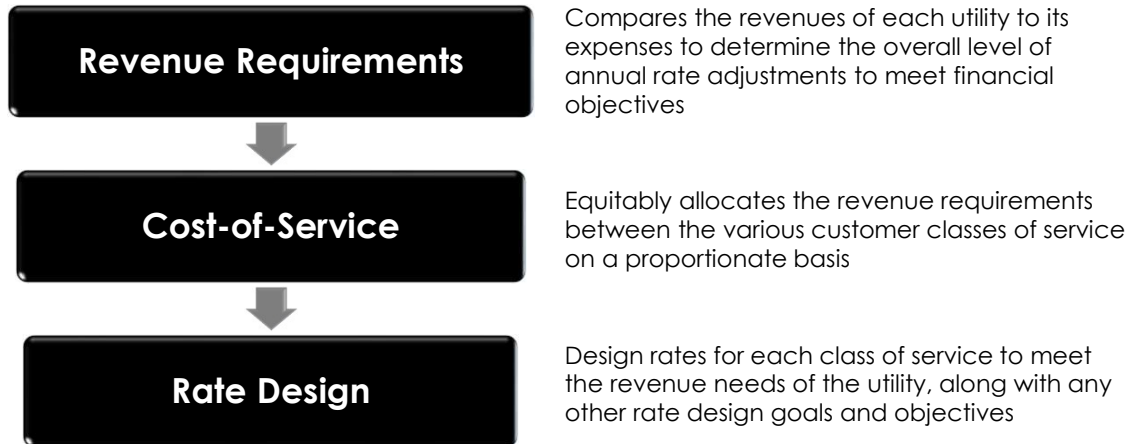 Revenue Requirements
Compares the revenues of each utility to its
expenses to determine the overall level of
annual rate adjustments to meet financial
objectives
Cost-of-Service
Equitably allocates the revenue requirements
between the various customer classes of service
on a proportionate basis
Rate Design
Design rates for each class of service to meet
the revenue needs of the utility, along with any
other rate design goals and objectives